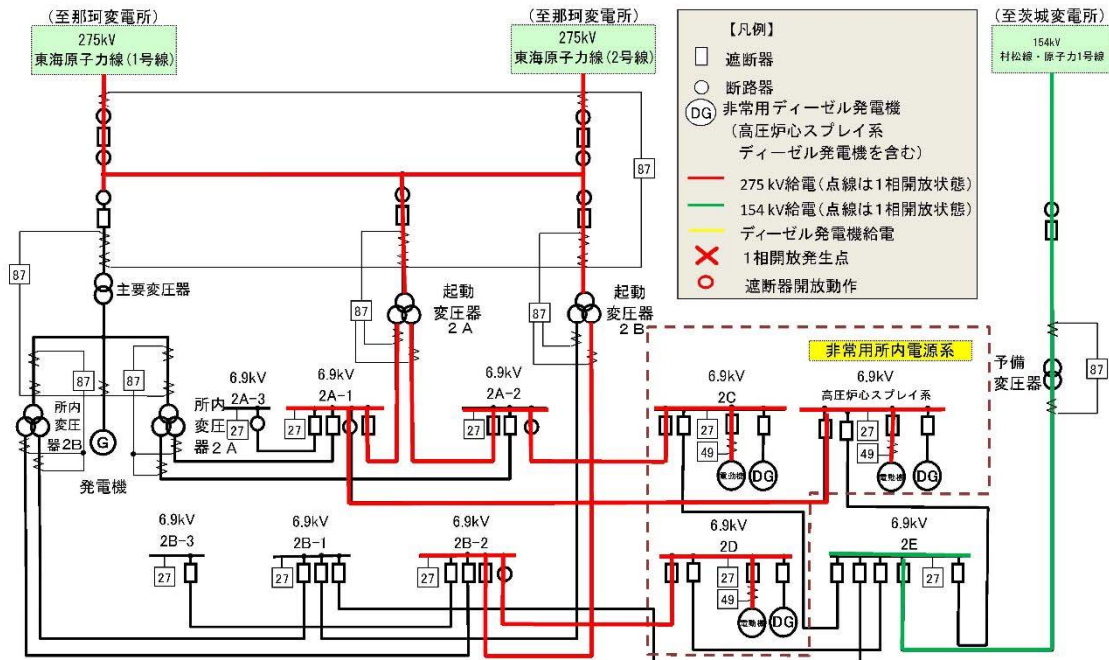 (至那珂変電所)
275kV
東海原子力線(1号線)
(至那珂変電所)
275kV
東海原子力線(2号線)
(至茨城変電所)
154kV
村松線・原子力1号線
【凡例】
遮断器
断路器
DG
非常用ディーゼル発電機
(高圧炉心スプレイ系
ディーゼル発電機を含む)
275kV給電(点線は1相開放状態)
154kV給電(点線は1相開放状態)
ディーゼル発電機給電
1相開放発生点
遮断器開放動作
87
87
主要変圧器
87
起動
変圧器
2A
87
起動
変圧器
2B
非常用所内電源系
予備
変圧器
87
87
所内
変圧
器2B
G
発電機
87
所内
変圧
器2A
6.9kV
2A-3
27
6.9kV
2A-1
27
6.9kV
2A-2
27
6.9kV
2C
27
49
電動機
DG
6.9kV
高圧炉心スプレイ系
27
49
電動機
DG
6.9kV
2B-3
27
6.9kV
2B-1
27
6.9kV
2B-2
27
6.9kV
2D
27
49
電動機
DG
6.9kV
2E
27